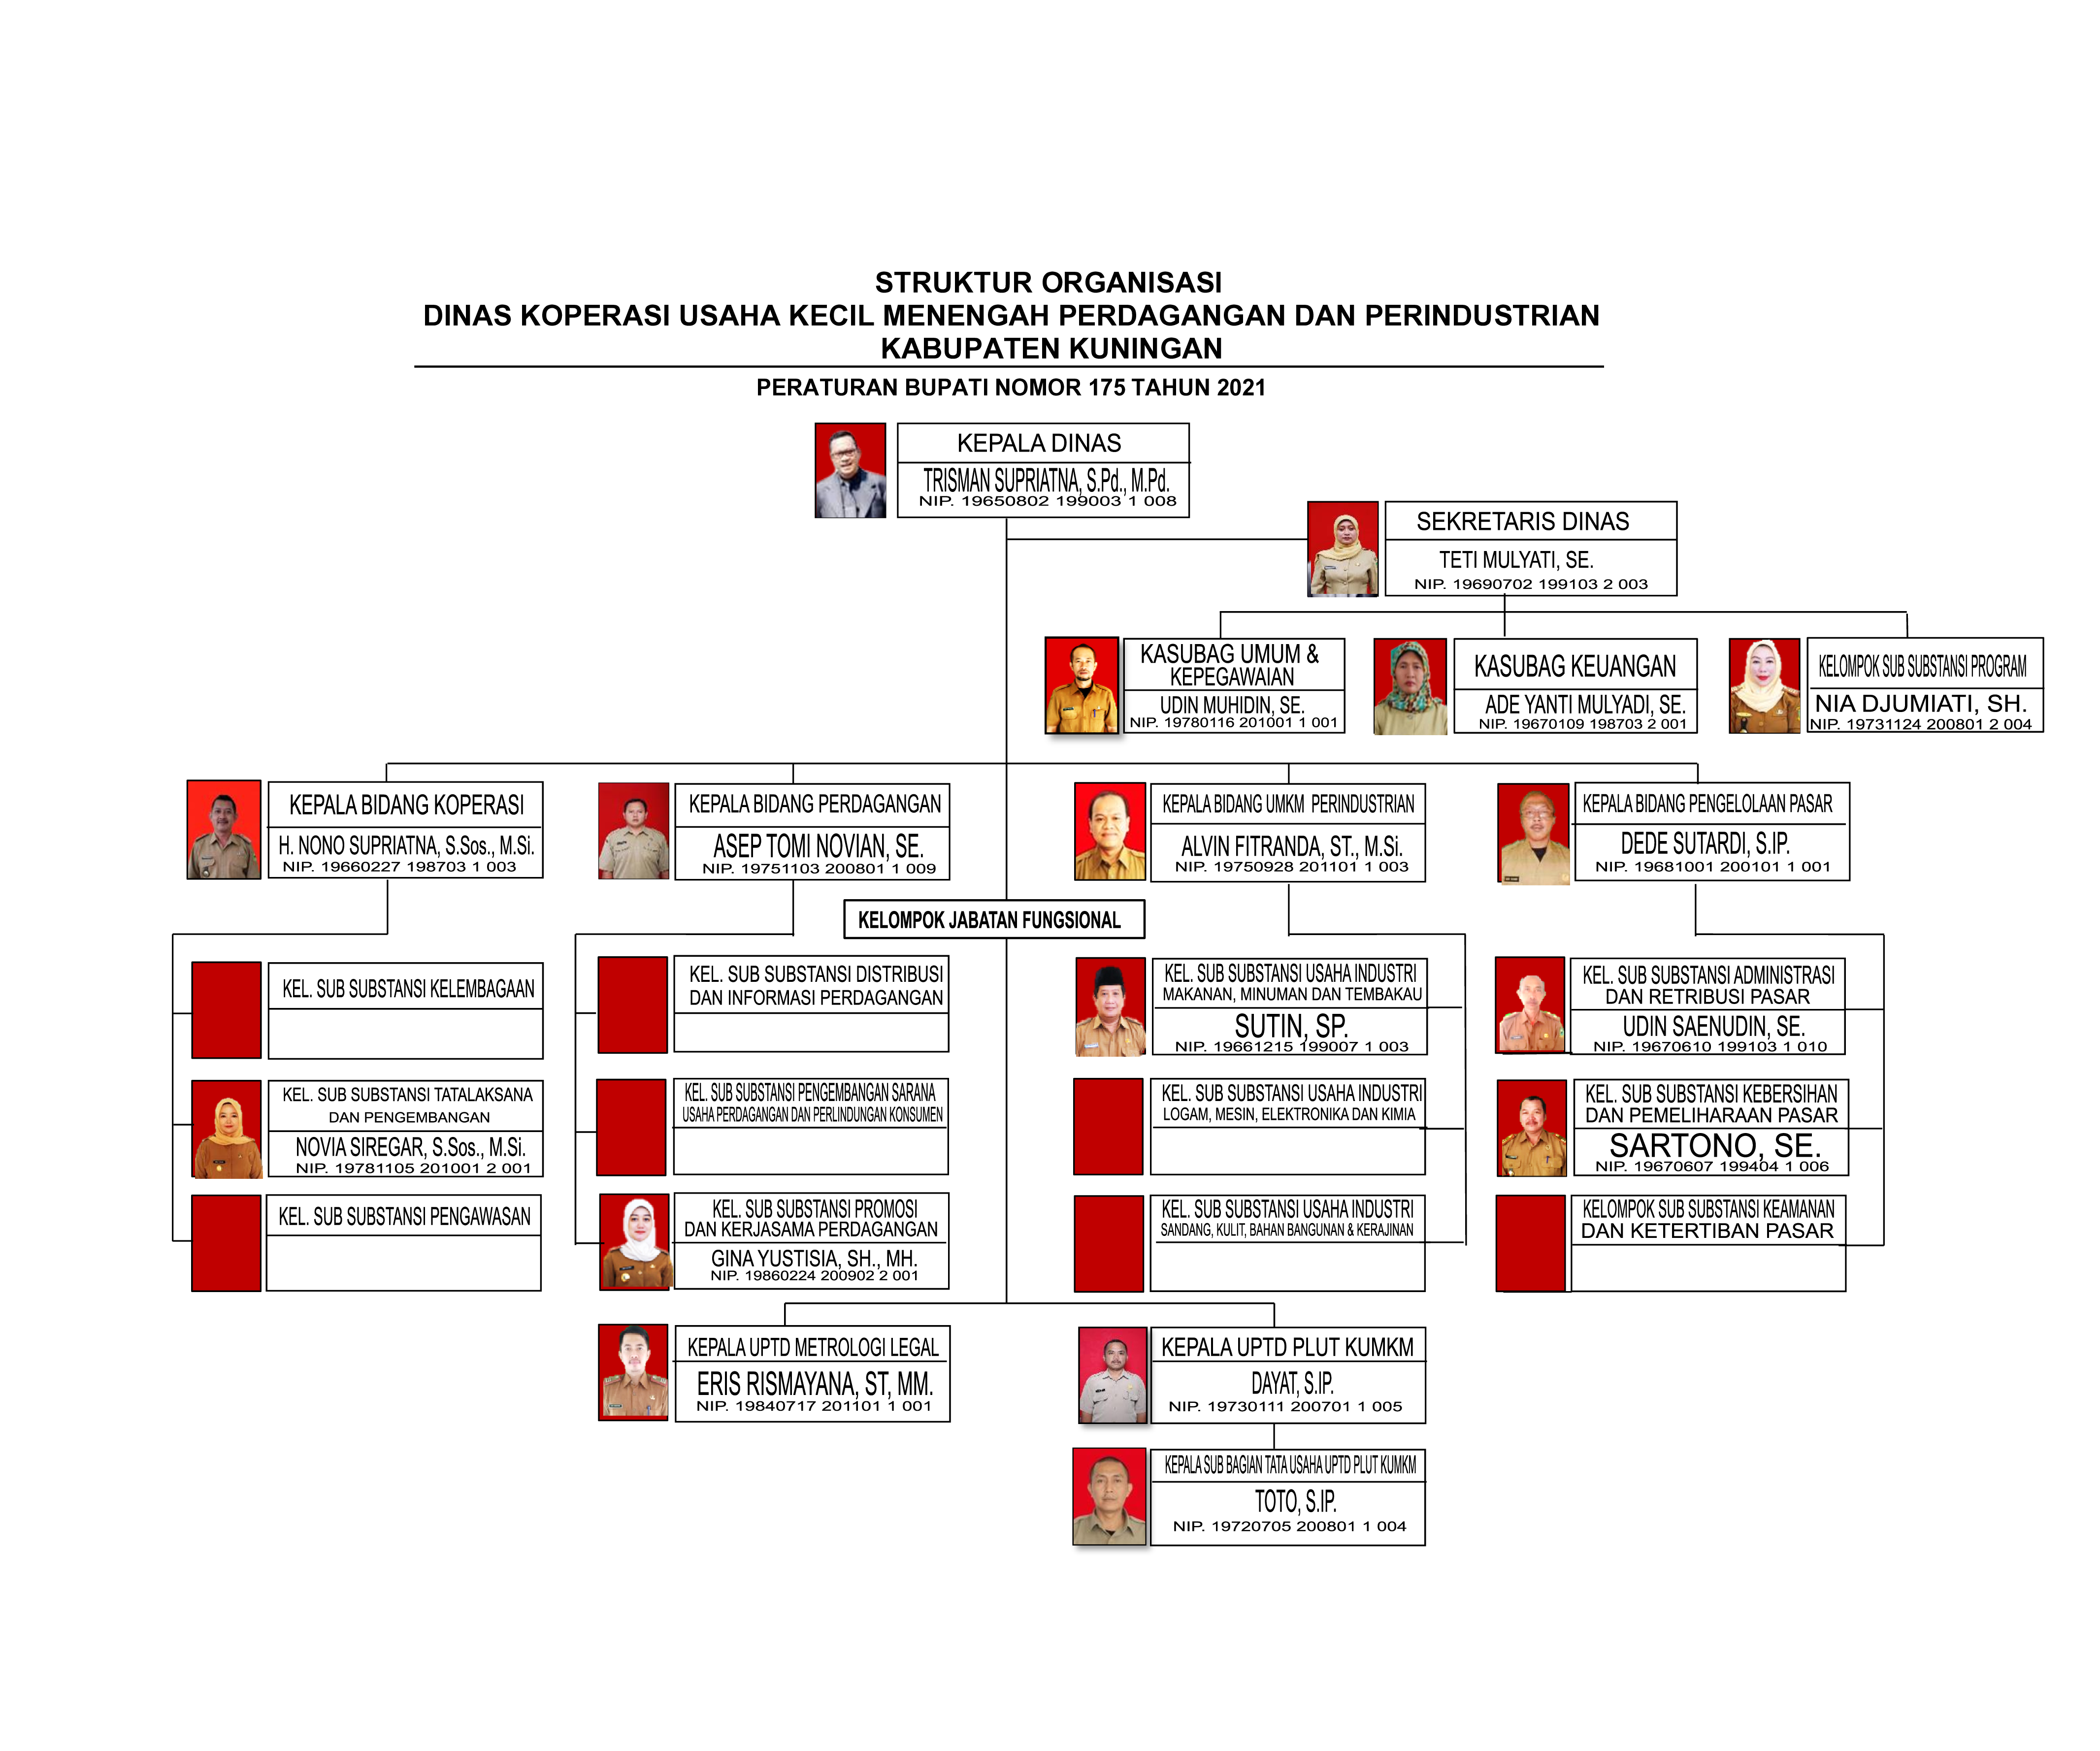 STRUKTUR ORGANISASI
DINAS KOPERASI USAHA KECIL MENENGAH PERDAGANGAN DAN PERINDUSTRIAN
KABUPATEN KUNINGAN
PERATURAN BUPATI NOMOR 175 TAHUN 2021
KEPALA DINAS
TRISMAN SUPRIATNA, S.Pd., M.Pd.
NIP. 19650802 199003 1 008
SEKRETARIS DINAS
TETI MULYATI, SE.
NIP. 19690702 199103 2 003
KASUBAG UMUM &
KEPEGAWAIAN
UDIN MUHIDIN, SE.
NIP. 19780116 201001 1 001
KASUBAG KEUANGAN
ADE YANTI MULYADI, SE.
NIP. 19670109 198703 2 001
KELOMPOK SUB SUBSTANSI PROGRAM
NIA DJUMIATI, SH.
NIP. 19731124 200801 2 004
KEPALA BIDANG KOPERASI
H. NONO SUPRIATNA, S.Sos., M.Si.
NIP. 19660227 198703 1 003
KEPALA BIDANG PERDAGANGAN
ASEP TOMI NOVIAN, SE.
NIP. 19751103 200801 1 009
KEPALA BIDANG UMKM PERINDUSTRIAN
ALVIN FITRANDA, ST., M.Si.
NIP. 19750928 201101 1 003
KEPALA BIDANG PENGELOLAAN PASAR
DEDE SUTARDI, S.IP.
NIP. 19681001 200101 1 001
KELOMPOK JABATAN FUNGSIONAL
KEL. SUB SUBSTANSI KELEMBAGAAN
KEL. SUB SUBSTANSI DISTRIBUSI
DAN INFORMASI PERDAGANGAN
KEL. SUB SUBSTANSI USAHA INDUSTRI
MAKANAN, MINUMAN DAN TEMBAKAU
SUTIN, SP.
NIP. 19661215 199007 1 003
KEL. SUB SUBSTANSI ADMINISTRASI
DAN RETRIBUSI PASAR
UDIN SAENUDIN, SE.
NIP. 19670610 199103 1 010
KEL. SUB SUBSTANSI TATALAKSANA
DAN PENGEMBANGAN
NOVIA SIREGAR, S.Sos., M.Si.
NIP. 19781105 201001 2 001
KEL. SUB SUBSTANSI PENGEMBANGAN SARANA
USAHA PERDAGANGAN DAN PERLINDUNGAN KONSUMEN
KEL. SUB SUBSTANSI USAHA INDUSTRI
LOGAM, MESIN, ELEKTRONIKA DAN KIMIA
KEL. SUB SUBSTANSI KEBERSIHAN
DAN PEMELIHARAAN PASAR
SARTONO, SE.
NIP. 19670607 199404 1 006
KEL. SUB SUBSTANSI PENGAWASAN
KEL. SUB SUBSTANSI PROMOSI
DAN KERJASAMA PERDAGANGAN
GINA YUSTISIA, SH., MH.
NIP. 19860224 200902 2 001
KEL. SUB SUBSTANSI USAHA INDUSTRI
SANDANG, KULIT, BAHAN BANGUNAN & KERAJINAN
KELOMPOK SUB SUBSTANSI KEAMANAN
DAN KETERTIBAN PASAR
KEPALA UPTD METROLOGI LEGAL
ERIS RISMAYANA, ST, MM.
NIP. 19840717 201101 1 001
KEPALA UPTD PLUT KUMKM
DAYAT, S.IP.
NIP. 19730111 200701 1 005
KEPALA SUB BAGIAN TATA USAHA UPTD PLUT KUMKM
TOTO, S.IP.
NIP. 19720705 200801 1 004